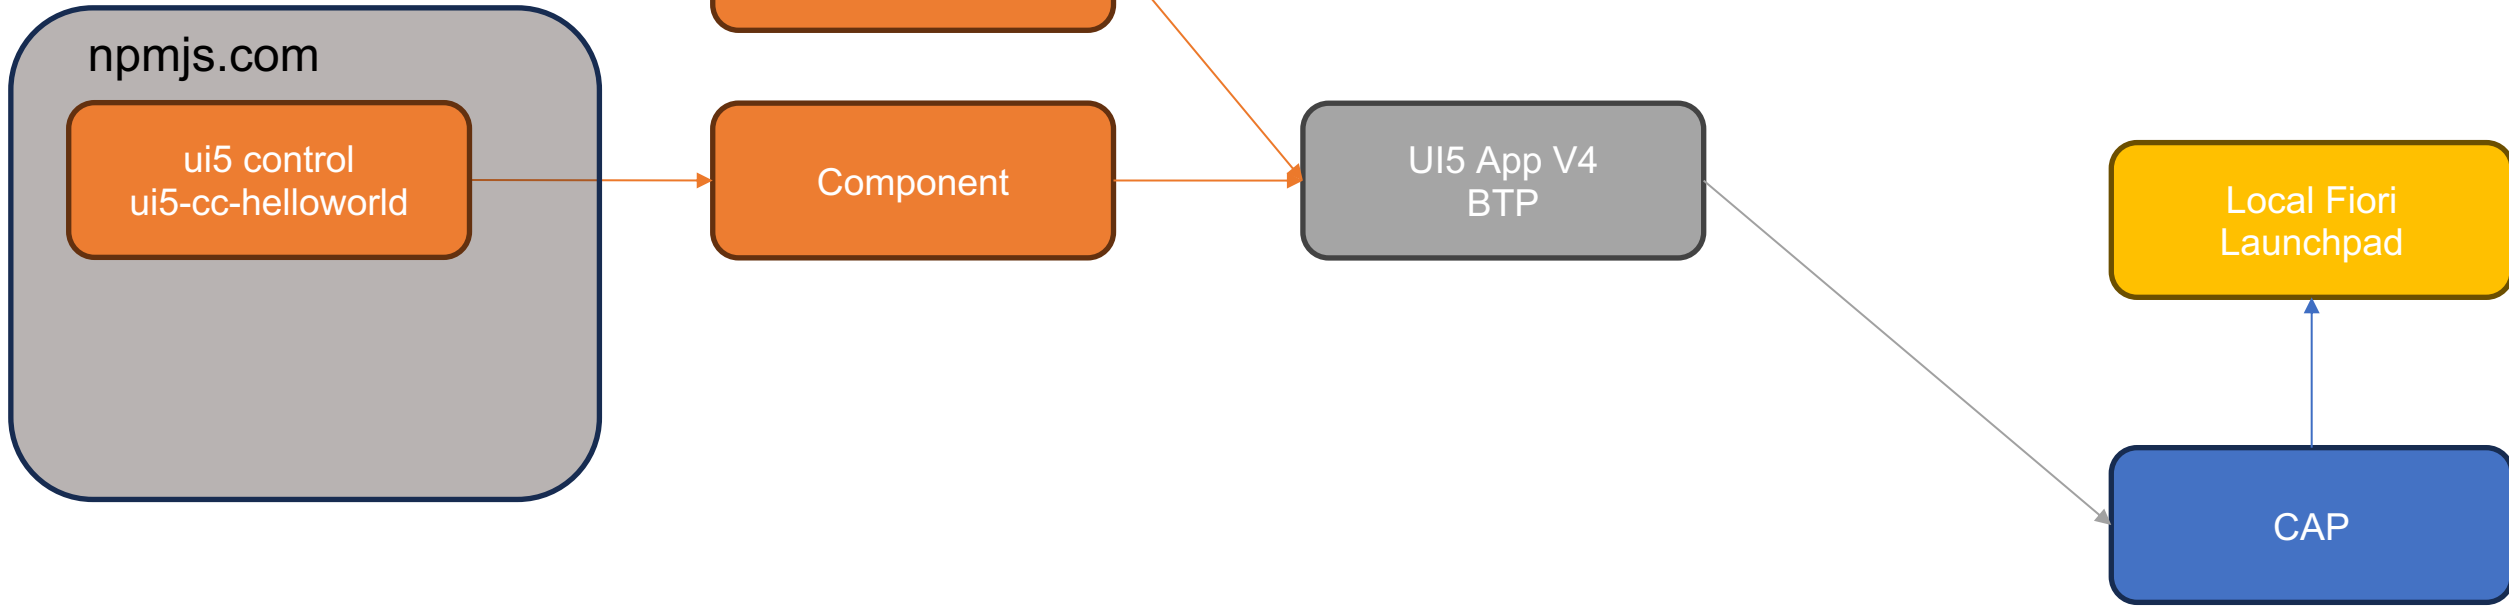 npmjs.com
ui5 control
ui5-cc-helloworld
Component
UI5 App V4
BTP
Local Fiori
Launchpad
CAP